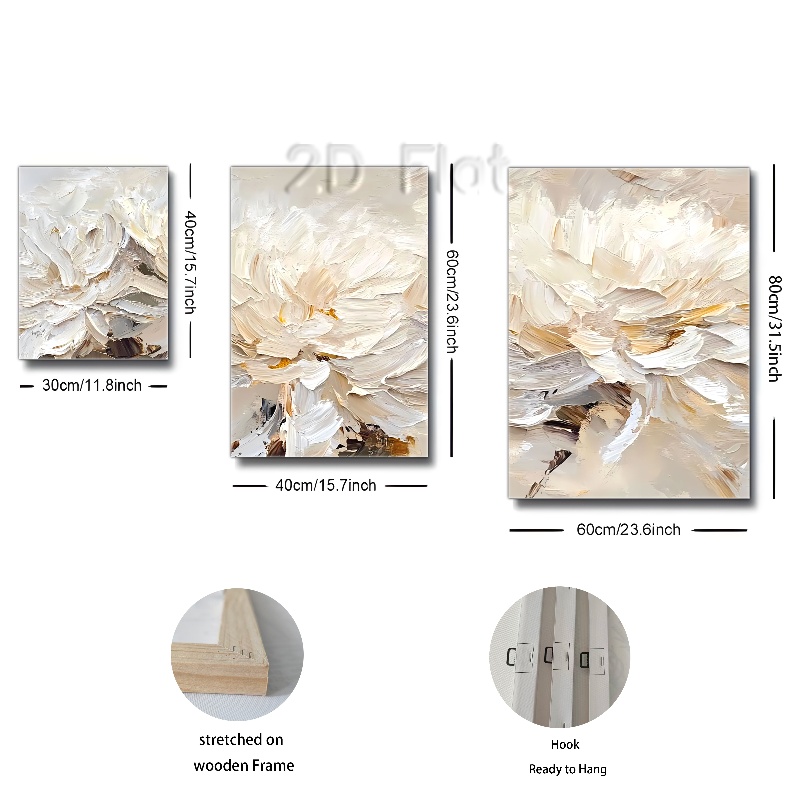 2D Flat
40cm/15.7inch
30cm/11.8inch
60cm/23.6inch
40cm/15.7inch
80cm/31.5inch
60cm/23.6inch
stretched on
wooden Frame
Hook
Ready to Hang